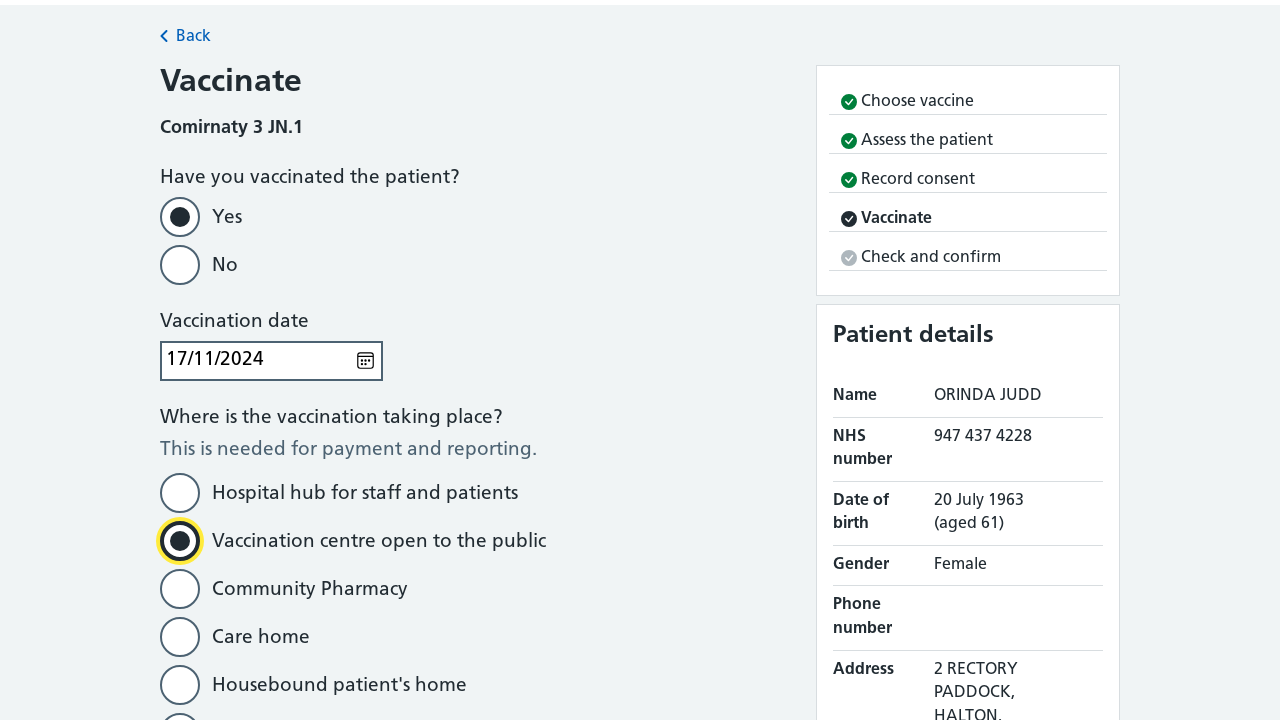 Back
Vaccinate
Comirnaty 3 JN.1
Have you vaccinated the patient?
Yes
No
Vaccination date
17/11/2024
Where is the vaccination taking place?
This is needed for payment and reporting.
Hospital hub for staff and patients
Vaccination centre open to the public
Community Pharmacy
Care home
Housebound patient's home
Choose vaccine
Assess the patient
Record consent
Vaccinate
Check and confirm
Patient details
Name ORINDA JUDD
NHS number 947 437 4228
Date of birth 20 July 1963 (aged 61)
Gender Female
Phone number
Address 2 RECTORY
PADDOCK,
HALTON,